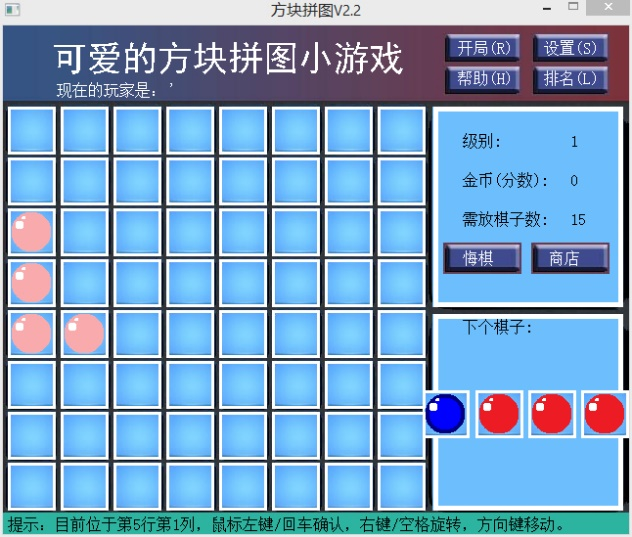 方块拼图V2.2
可爱的方块拼图小游戏
现在的玩家是：'
开局(R) 设置(S)
帮助(H) 排名(L)
级别: 1
金币(分数): 0
需放棋子数: 15
悔棋 商店
下个棋子:
提示：目前位于第5行第1列，鼠标左键/回车确认，右键/空格旋转，方向键移动。